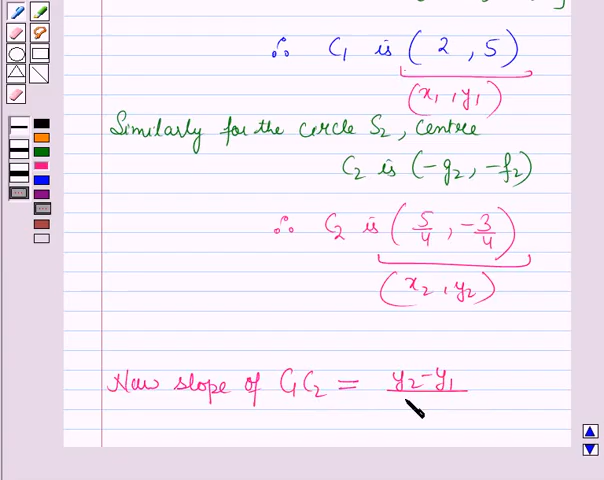 ∴ C1 is (2, 5)
(x1, y1)
Similarly for the circle S2, centre
C2 is (-g2, -f2)
∴ C2 is (5/4, -3/4)
(x2, y2)
Now slope of C1C2 = y2-y1